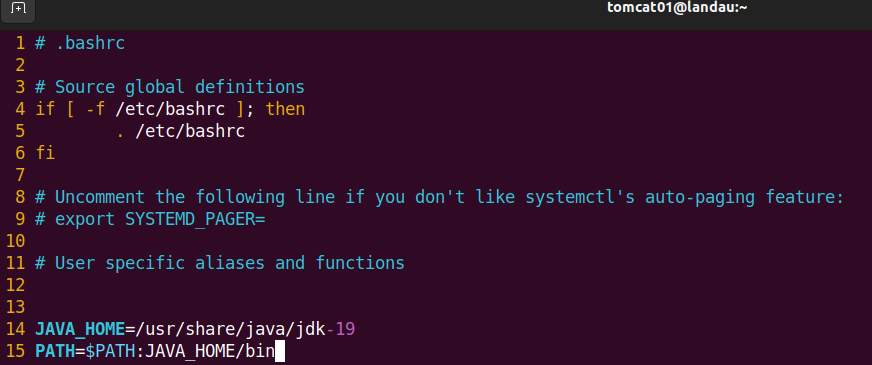 tomcat01@landau:~
1 # .bashrc
2
3 # Source global definitions
4 if [ -f /etc/bashrc ]; then
5         . /etc/bashrc
6 fi
7
8 # Uncomment the following line if you don't like systemctl's auto-paging feature:
9 # export SYSTEMD_PAGER=
10
11 # User specific aliases and functions
12
13
14 JAVA_HOME=/usr/share/java/jdk-19
15 PATH=$PATH:JAVA_HOME/bin